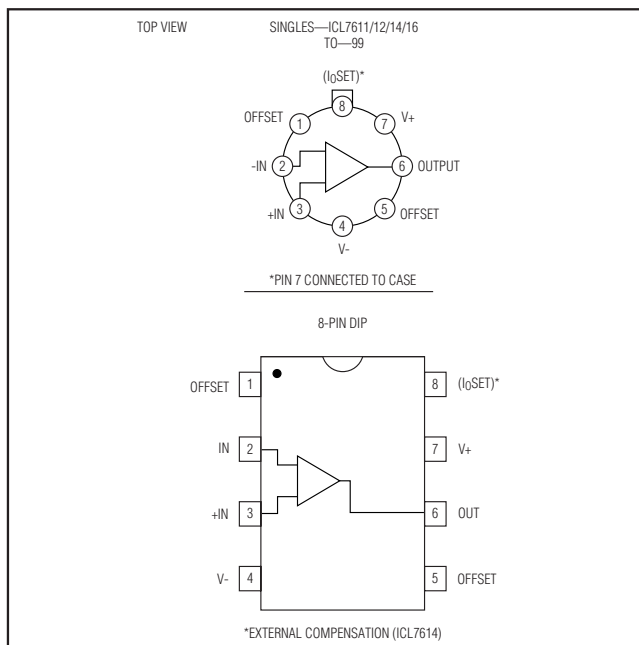 TOP VIEW
SINGLES—ICL7611/12/14/16
TO—99
(I0SET)*
8
OFFSET
1
7
V+
-IN
2
6
OUTPUT
+IN
3
5
OFFSET
4
V-
*PIN 7 CONNECTED TO CASE
8-PIN DIP
OFFSET
1
8
(I0SET)*
IN
2
7
V+
+IN
3
6
OUT
V-
4
5
OFFSET
*EXTERNAL COMPENSATION (ICL7614)